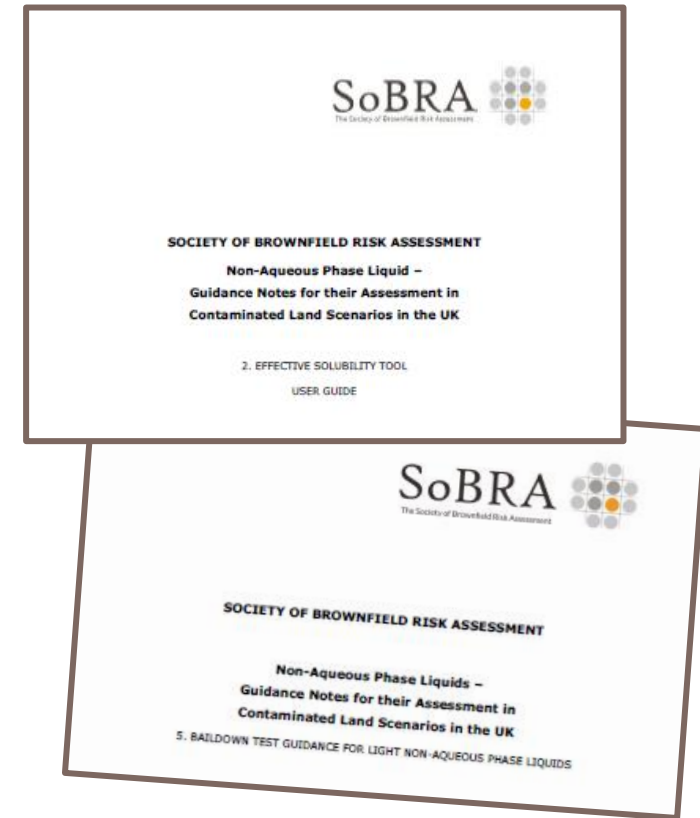 SoBRA
The Society of Brownfield Risk Assessment
SOCIETY OF BROWNFIELD RISK ASSESSMENT
Non-Aqueous Phase Liquid –
Guidance Notes for their Assessment in
Contaminated Land Scenarios in the UK
2. EFFECTIVE SOLUBILITY TOOL
USER GUIDE
SoBRA
The Society of Brownfield Risk Assessment
SOCIETY OF BROWNFIELD RISK ASSESSMENT
Non-Aqueous Phase Liquids –
Guidance Notes for their Assessment in
Contaminated Land Scenarios in the UK
5. BAILDOWN TEST GUIDANCE FOR LIGHT NON-AQUEOUS PHASE LIQUIDS